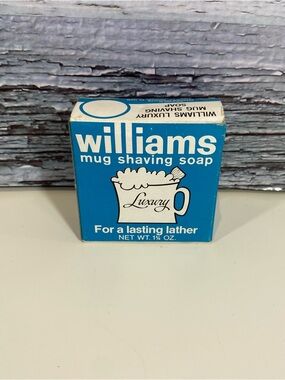 WILLIAMS LUXURY
MUG SHAVING
SOAP
williams
mug shaving soap
Luxury
For a lasting lather
NET WT. 1¾ OZ.